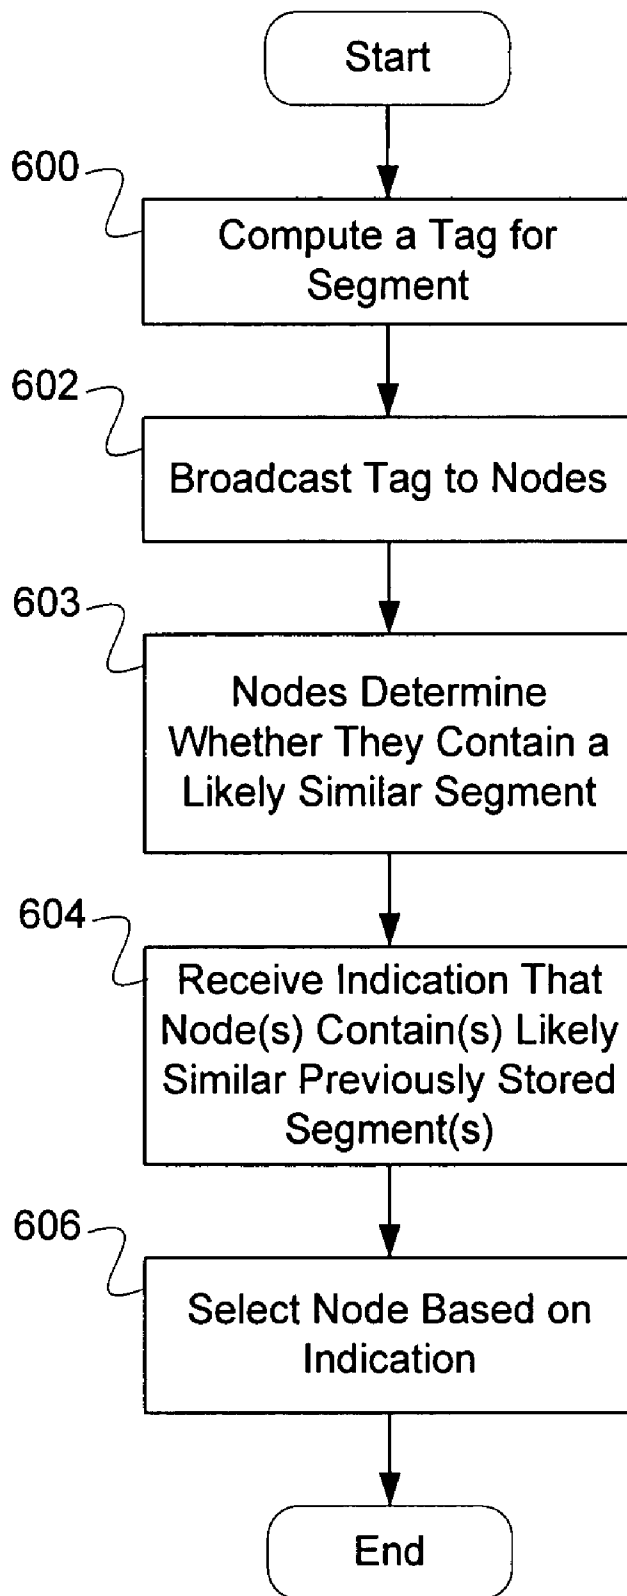 Start
600
Compute a Tag for
Segment
602
Broadcast Tag to Nodes
603
Nodes Determine
Whether They Contain a
Likely Similar Segment
604
Receive Indication That
Node(s) Contain(s) Likely
Similar Previously Stored
Segment(s)
606
Select Node Based on
Indication
End